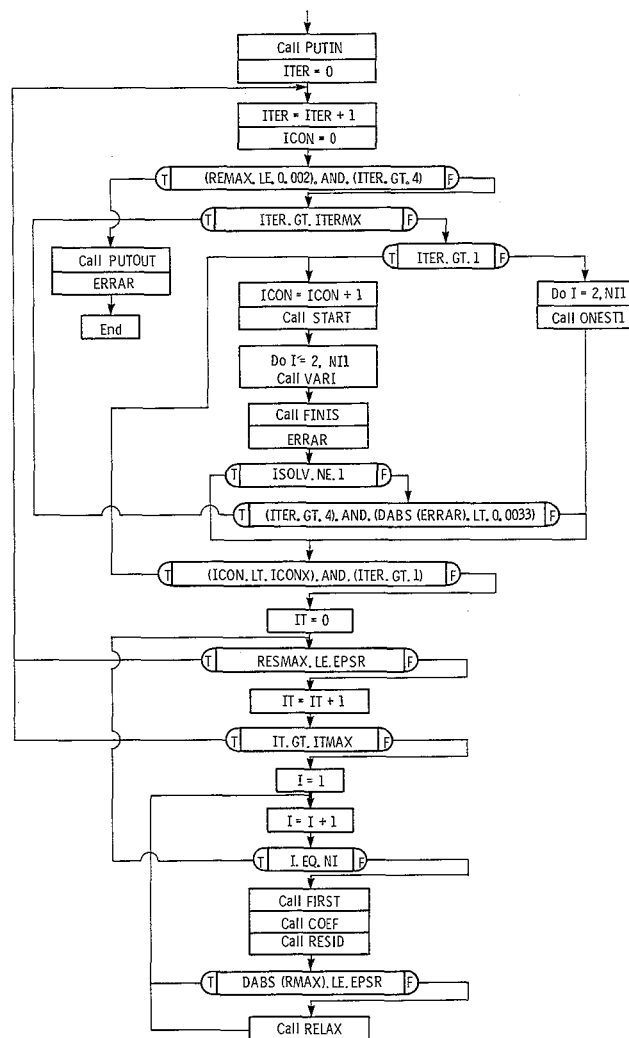 Call PUTIN
ITER = 0
ITER = ITER + 1
ICON = 0
T (REMAX. LE. 0. 002). AND. (ITER. GT. 4) F
T ITER. GT. ITERMX F
Call PUTOUT
ERRAR
End
T ITER. GT. 1 F
ICON = ICON + 1
Call START
Do I = 2, NI1
Call ONEST1
Do I = 2, NI1
Call VARI
Call FINIS
ERRAR
T ISOLV. NE. 1 F
T (ITER. GT. 4). AND. (DABS (ERRAR). LT. 0. 0033) F
T (ICON. LT. ICONX). AND. (ITER. GT. 1) F
IT = 0
T RESMAX. LE. EPSR F
IT = IT + 1
T IT. GT. ITMAX F
I = 1
I = I + 1
T I. EQ. NI F
Call FIRST
Call COEF
Call RESID
T DABS (RMAX). LE. EPSR F
Call RELAX